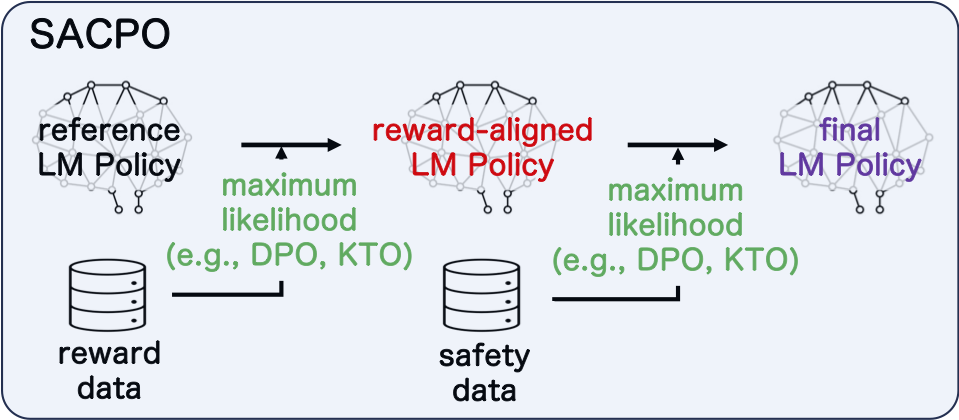 SACPO
reference
LM Policy
reward-aligned
LM Policy
final
LM Policy
maximum
likelihood
(e.g., DPO, KTO)
maximum
likelihood
(e.g., DPO, KTO)
reward
data
safety
data